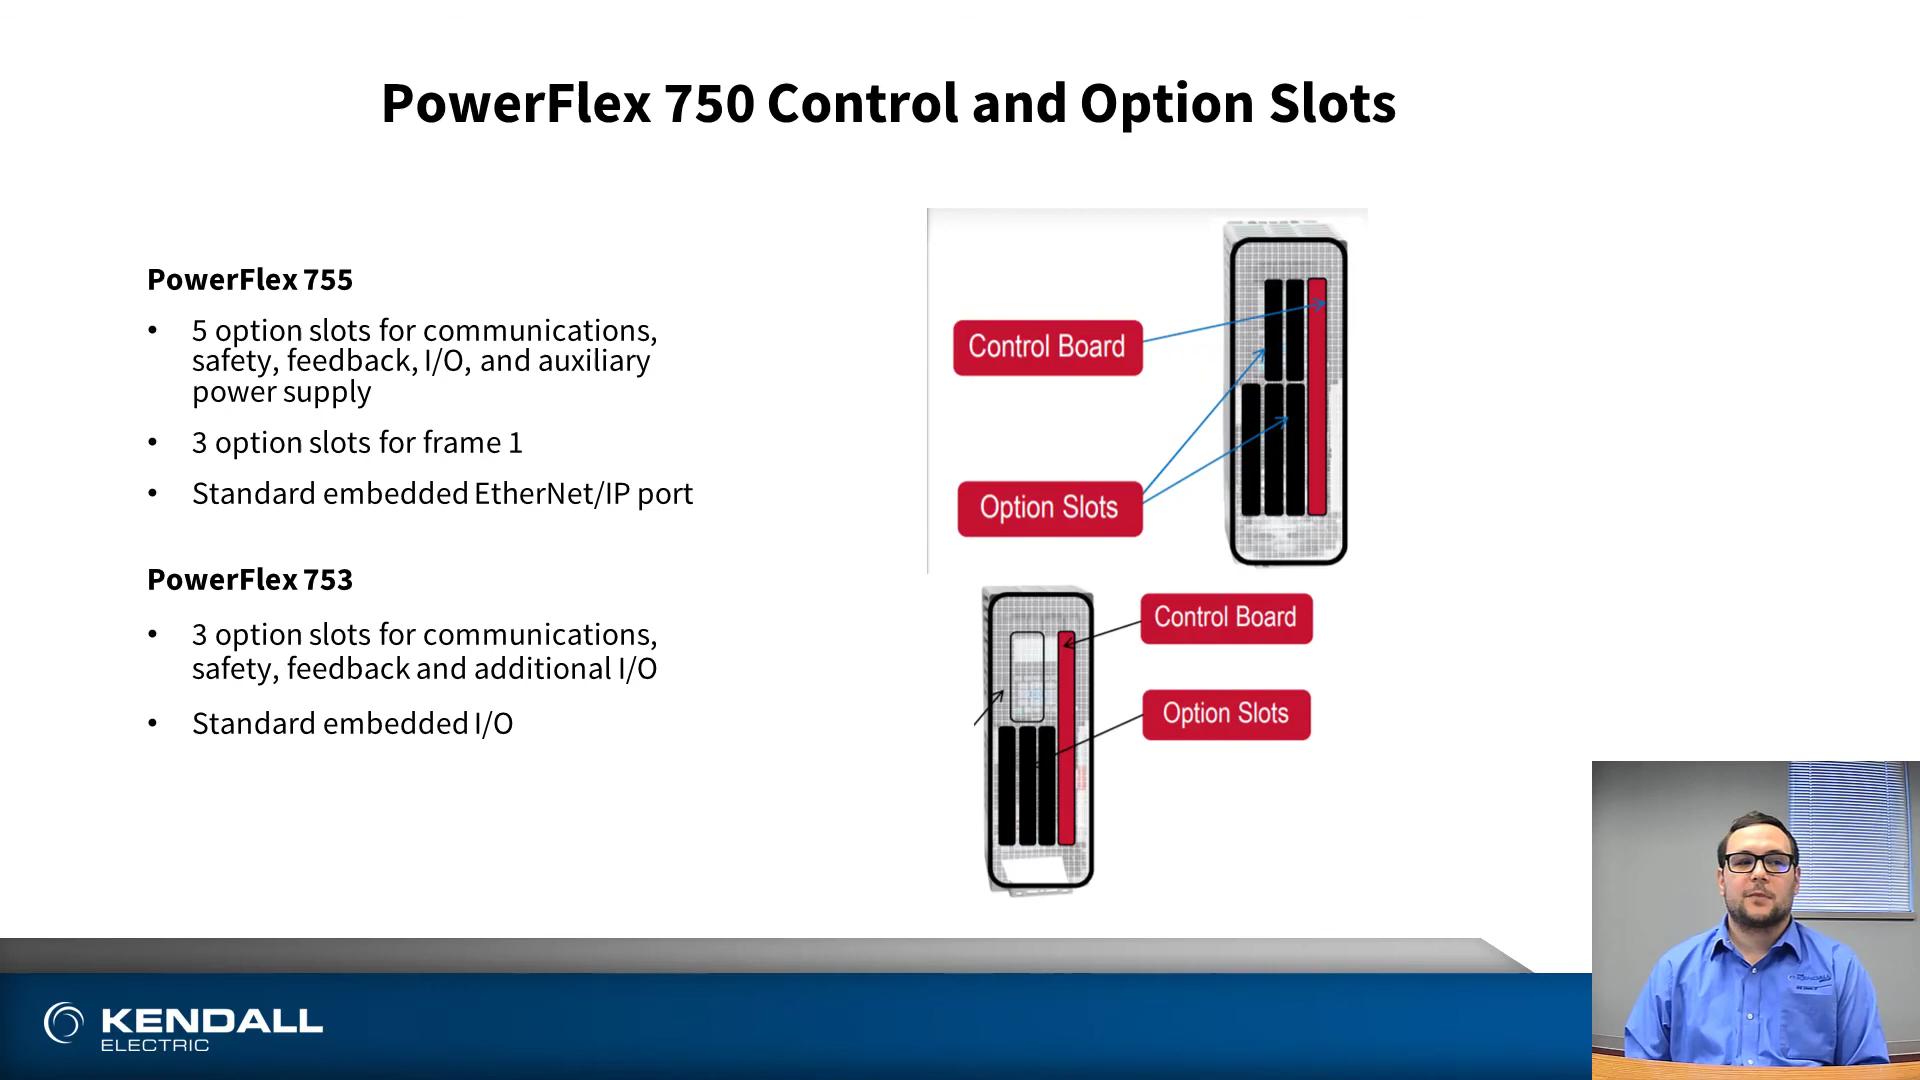 PowerFlex 750 Control and Option Slots
PowerFlex 755
• 5 option slots for communications,
safety, feedback, I/O, and auxiliary
power supply
• 3 option slots for frame 1
• Standard embedded EtherNet/IP port
PowerFlex 753
• 3 option slots for communications,
safety, feedback and additional I/O
• Standard embedded I/O
Control Board
Option Slots
Control Board
Option Slots
KENDALL
ELECTRIC
KENDALL